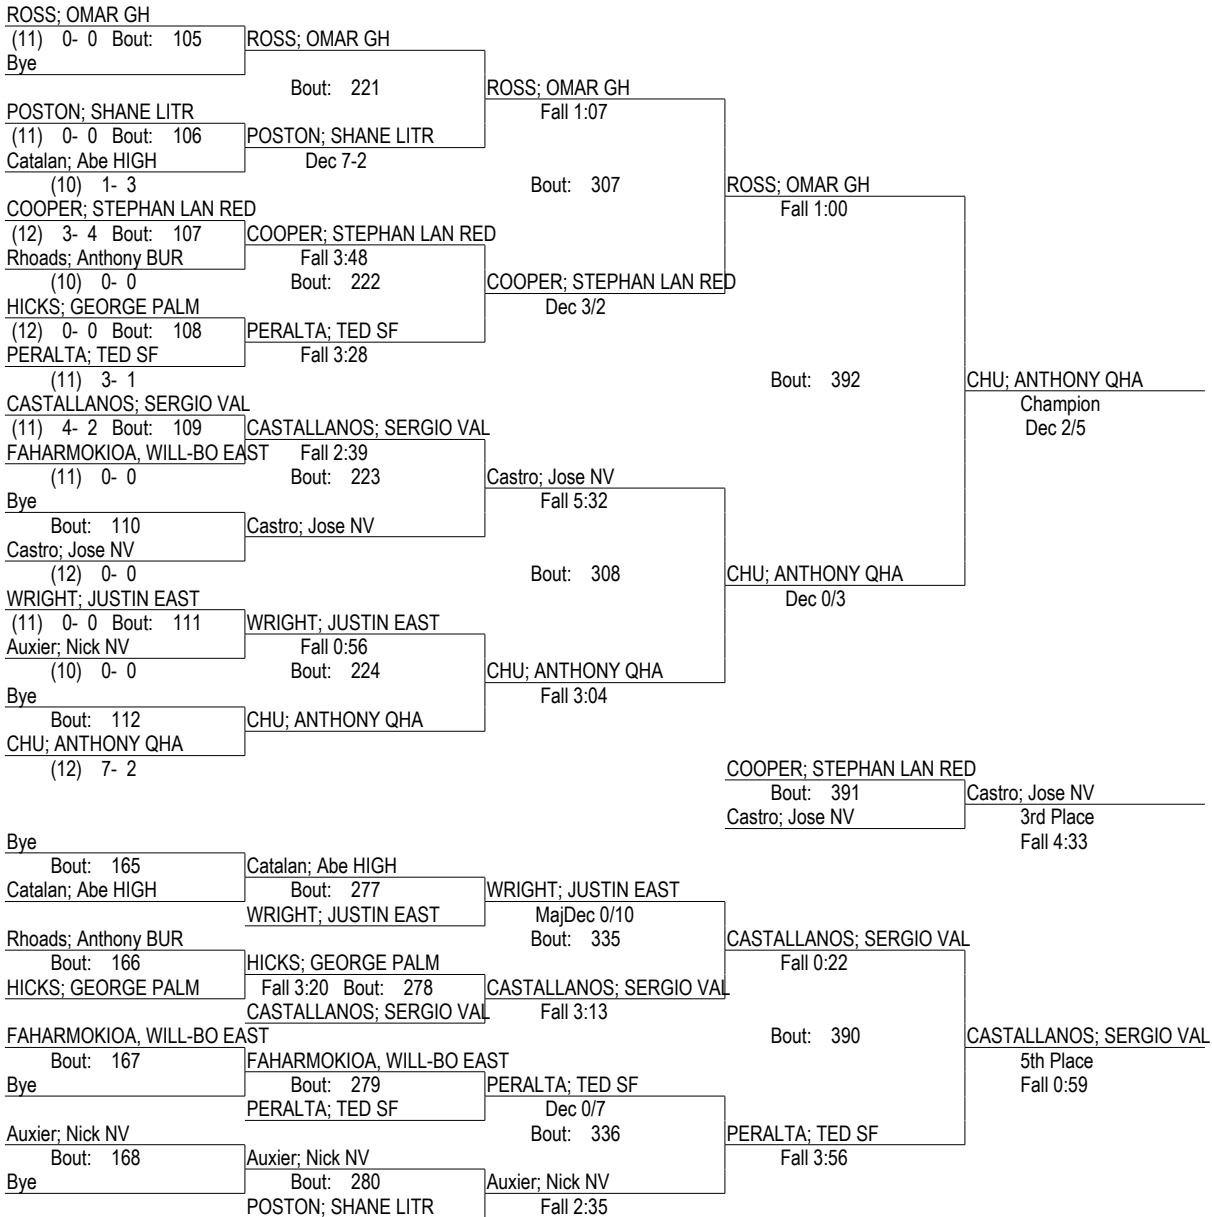 ROSS; OMAR GH
(11) 0- 0 Bout: 105 ROSS; OMAR GH
Bye
Bout: 221 ROSS; OMAR GH
POSTON; SHANE LITR Fall 1:07
(11) 0- 0 Bout: 106 POSTON; SHANE LITR
Catalan; Abe HIGH Dec 7-2
(10) 1- 3 Bout: 307 ROSS; OMAR GH
COOPER; STEPHAN LAN RED Fall 1:00
(12) 3- 4 Bout: 107 COOPER; STEPHAN LAN RED
Rhoads; Anthony BUR Fall 3:48
(10) 0- 0 Bout: 222 COOPER; STEPHAN LAN RED
HICKS; GEORGE PALM Dec 3/2
(12) 0- 0 Bout: 108 PERALTA; TED SF
PERALTA; TED SF Fall 3:28
(11) 3- 1 Bout: 392 CHU; ANTHONY QHA
CASTALLANOS; SERGIO VAL Champion
(11) 4- 2 Bout: 109 CASTALLANOS; SERGIO VAL Dec 2/5
FAHARMOKIOA, WILL-BO EAST Fall 2:39
(11) 0- 0 Bout: 223 Castro; Jose NV
Bye Fall 5:32
Bout: 110 Castro; Jose NV
Castro; Jose NV
(12) 0- 0 Bout: 308 CHU; ANTHONY QHA
WRIGHT; JUSTIN EAST Dec 0/3
(11) 0- 0 Bout: 111 WRIGHT; JUSTIN EAST
Auxier; Nick NV Fall 0:56
(10) 0- 0 Bout: 224 CHU; ANTHONY QHA
Bye Fall 3:04
Bout: 112 CHU; ANTHONY QHA
CHU; ANTHONY QHA
(12) 7- 2 COOPER; STEPHAN LAN RED
Bout: 391 Castro; Jose NV
Castro; Jose NV 3rd Place
Bye Fall 4:33
Bout: 165 Catalan; Abe HIGH
Catalan; Abe HIGH Bout: 277 WRIGHT; JUSTIN EAST
WRIGHT; JUSTIN EAST MajDec 0/10
Rhoads; Anthony BUR Bout: 335 CASTALLANOS; SERGIO VAL
Bout: 166 HICKS; GEORGE PALM Fall 0:22
HICKS; GEORGE PALM Fall 3:20 Bout: 278 CASTALLANOS; SERGIO VAL
CASTALLANOS; SERGIO VAL Fall 3:13
FAHARMOKIOA, WILL-BO EAST Bout: 390 CASTALLANOS; SERGIO VAL
Bout: 167 FAHARMOKIOA, WILL-BO EAST 5th Place
Bye Bout: 279 PERALTA; TED SF Fall 0:59
PERALTA; TED SF Dec 0/7
Auxier; Nick NV Bout: 336 PERALTA; TED SF
Bout: 168 Auxier; Nick NV Fall 3:56
Bye Bout: 280 Auxier; Nick NV
POSTON; SHANE LITR Fall 2:35